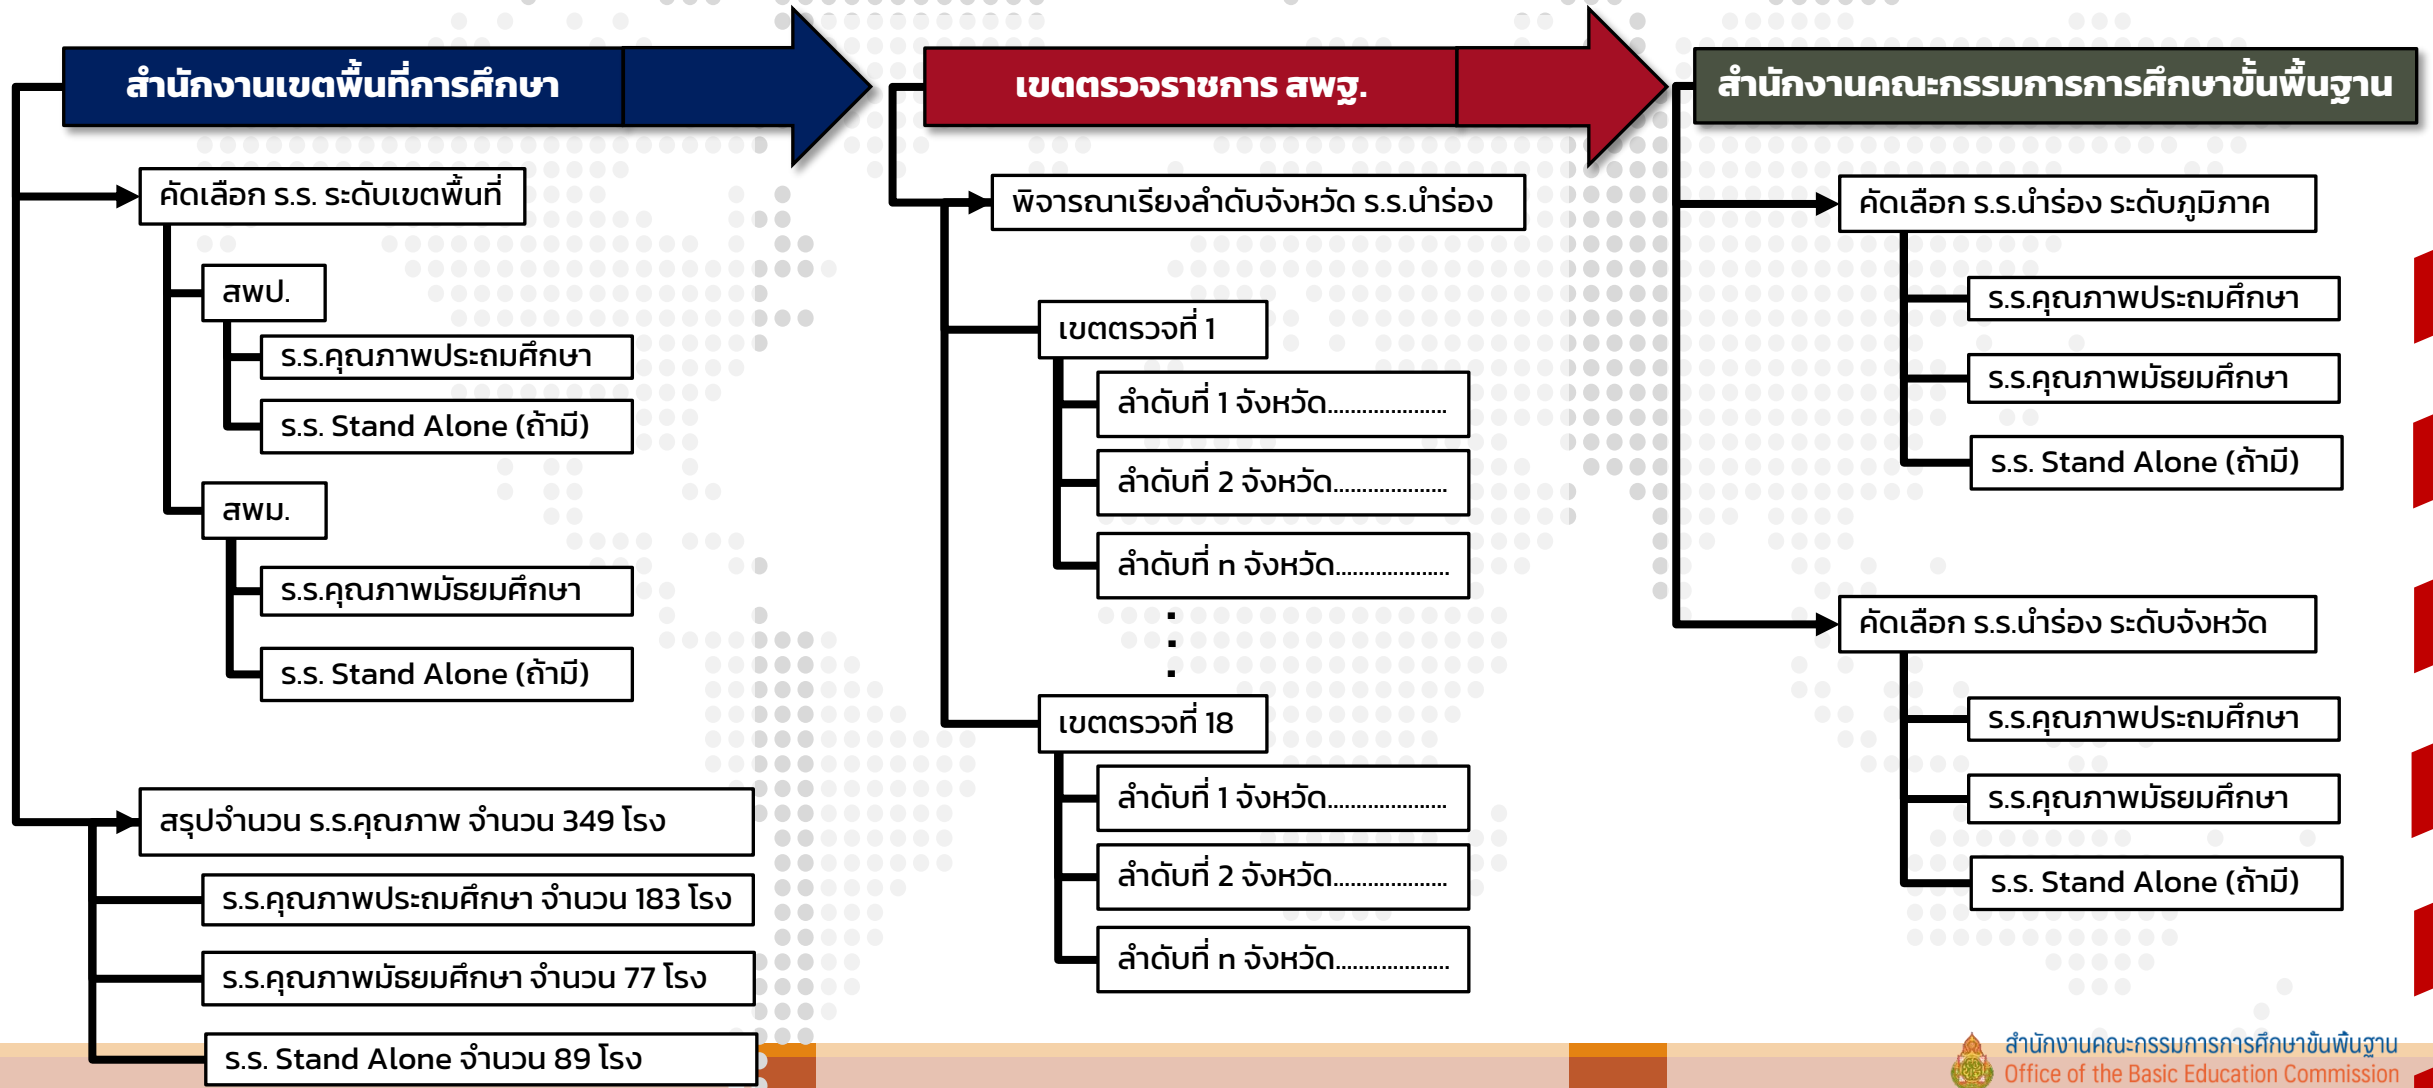 สำนักงานเขตพื้นที่การศึกษา
คัดเลือก ร.ร. ระดับเขตพื้นที่
สพป.
ร.ร.คุณภาพประถมศึกษา
ร.ร. Stand Alone (ถ้ามี)
สพม.
ร.ร.คุณภาพมัธยมศึกษา
ร.ร. Stand Alone (ถ้ามี)
สรุปจำนวน ร.ร.คุณภาพ จำนวน 349 โรง
ร.ร.คุณภาพประถมศึกษา จำนวน 183 โรง
ร.ร.คุณภาพมัธยมศึกษา จำนวน 77 โรง
ร.ร. Stand Alone จำนวน 89 โรง
เขตตรวจราชการ สพฐ.
พิจารณาเรียงลำดับจังหวัด ร.ร.นำร่อง
เขตตรวจที่ 1
ลำดับที่ 1 จังหวัด.....................
ลำดับที่ 2 จังหวัด....................
ลำดับที่ n จังหวัด....................
.
.
.
เขตตรวจที่ 18
ลำดับที่ 1 จังหวัด.....................
ลำดับที่ 2 จังหวัด....................
ลำดับที่ n จังหวัด....................
สำนักงานคณะกรรมการการศึกษาขั้นพื้นฐาน
คัดเลือก ร.ร.นำร่อง ระดับภูมิภาค
ร.ร.คุณภาพประถมศึกษา
ร.ร.คุณภาพมัธยมศึกษา
ร.ร. Stand Alone (ถ้ามี)
คัดเลือก ร.ร.นำร่อง ระดับจังหวัด
ร.ร.คุณภาพประถมศึกษา
ร.ร.คุณภาพมัธยมศึกษา
ร.ร. Stand Alone (ถ้ามี)
สำนักงานคณะกรรมการการศึกษาขั้นพื้นฐาน
Office of the Basic Education Commission